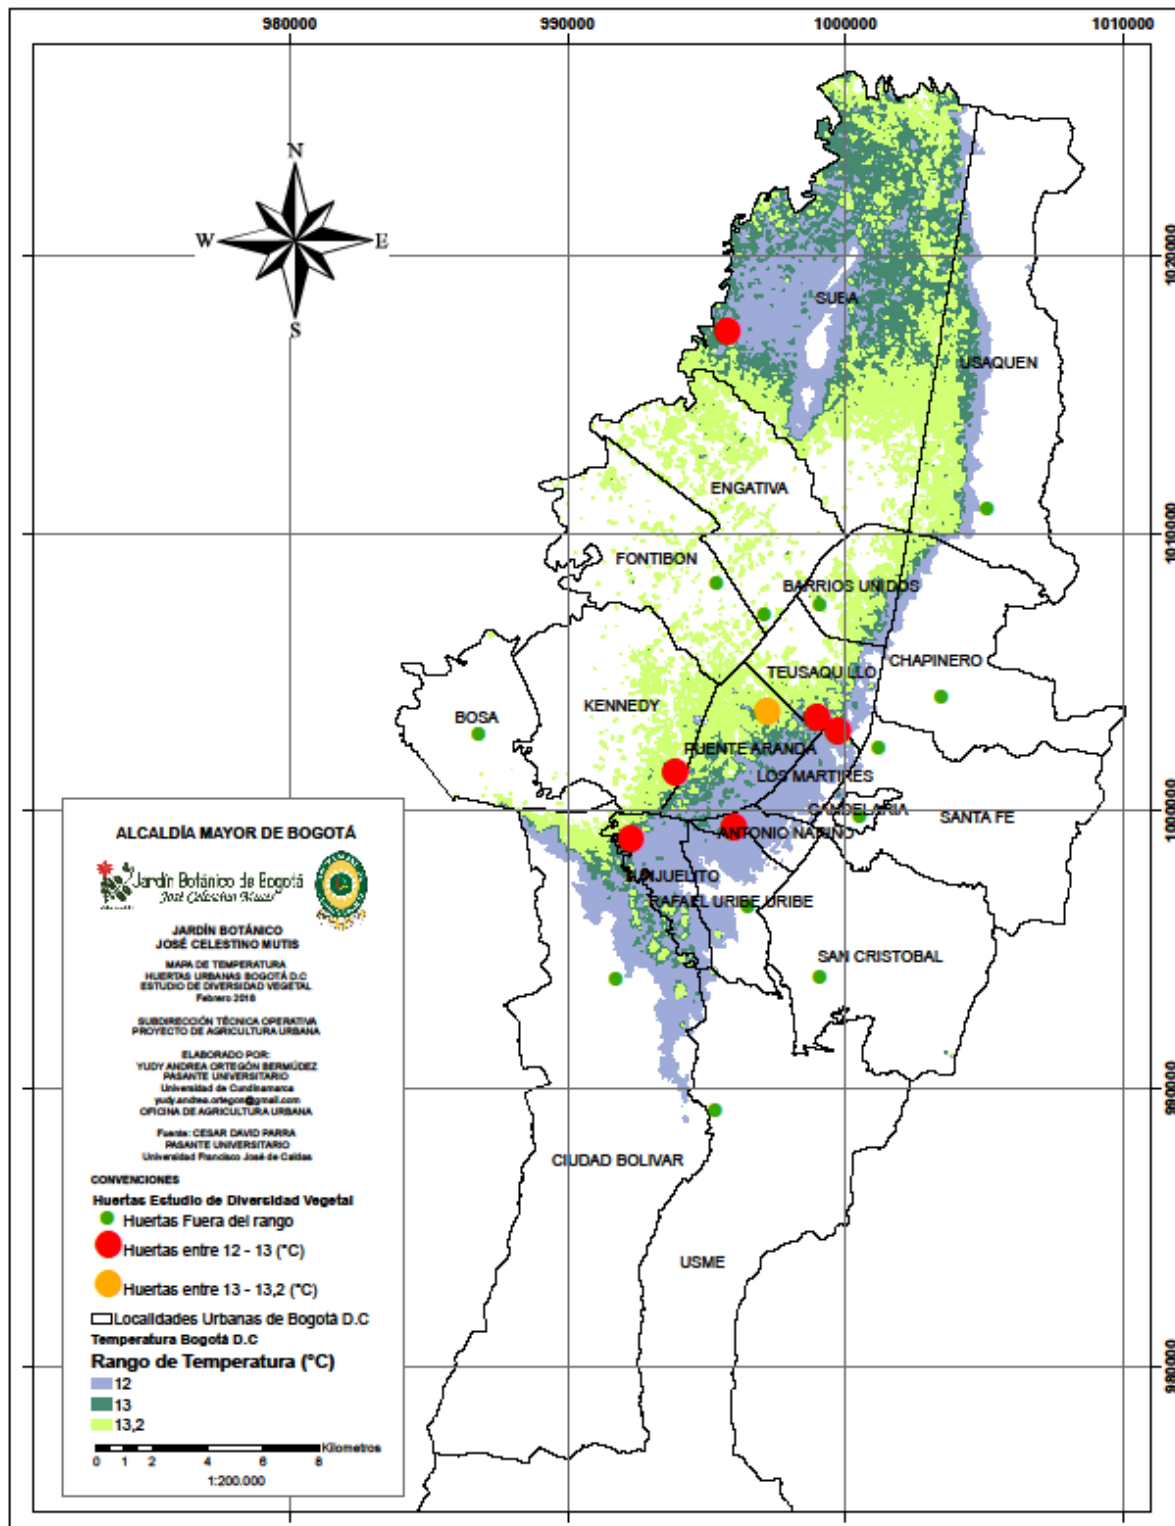 980000
990000
1000000
1010000
N
W
E
S
1020000
SUBA
USAQUEN
ENGATIVA
1010000
FONTIBON
BARRIOS UNIDOS
CHAPINERO
TEUSAQUILLO
KENNEDY
BOSA
PUENTE ARANDA
LOS MARTIRES
1000000
CANDELARIA
SANTA FE
ANTONIO NARIÑO
TUNJUELITO
RAFAEL URIBE URIBE
SAN CRISTOBAL
990000
CIUDAD BOLIVAR
USME
980000
ALCALDÍA MAYOR DE BOGOTÁ
Jardín Botánico de Bogotá
José Celestino Mutis
JARDÍN BOTÁNICO
JOSÉ CELESTINO MUTIS
MAPA DE TEMPERATURA
HUERTAS URBANAS BOGOTÁ D.C
ESTUDIO DE DIVERSIDAD VEGETAL
Febrero 2018
SUBDIRECCIÓN TÉCNICA OPERATIVA
PROYECTO DE AGRICULTURA URBANA
ELABORADO POR:
YUDY ANDREA ORTEGÓN BERMÚDEZ
PASANTE UNIVERSITARIO
Universidad de Cundinamarca
yudy.andrea.ortegon@gmail.com
OFICINA DE AGRICULTURA URBANA
Fuente: CESAR DAVID PARRA
PASANTE UNIVERSITARIO
Universidad Francisco José de Caldas
CONVENCIONES
Huertas Estudio de Diversidad Vegetal
Huertas Fuera del rango
Huertas entre 12 - 13 (°C)
Huertas entre 13 - 13,2 (°C)
Localidades Urbanas de Bogotá D.C
Temperatura Bogotá D.C
Rango de Temperatura (°C)
12
13
13,2
Kilometros
0 1 2 4 6 8
1:200.000